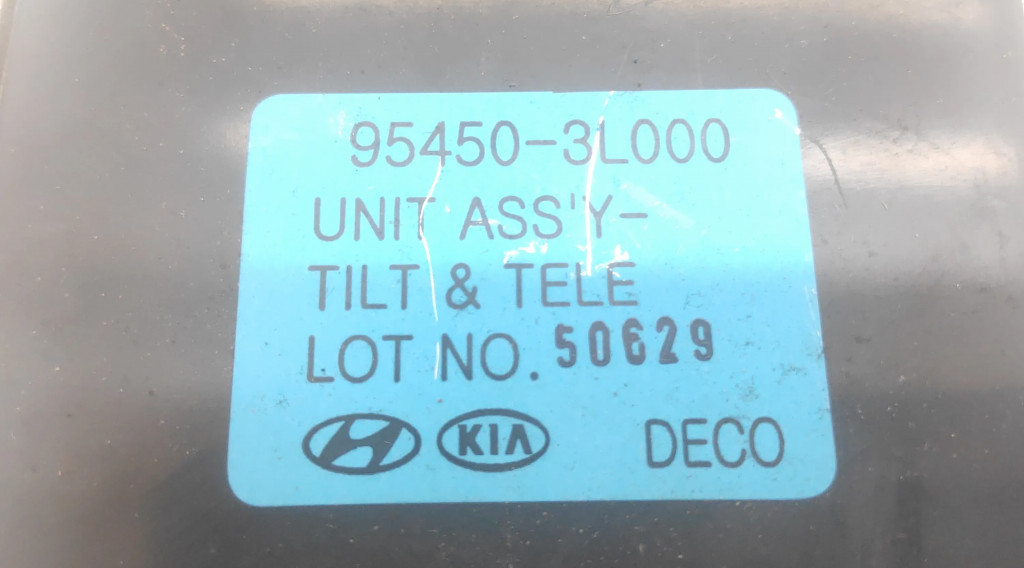 95450-3L000
UNIT ASS'Y-
TILT & TELE
LOT NO. 50629
KIA DECO